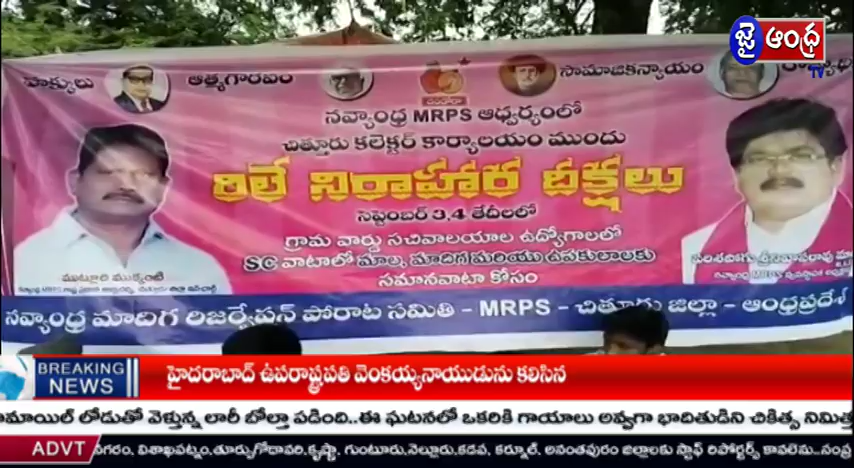 జై ఆంధ్ర TV
హక్కులు ఆత్మగౌరవం సామాజికన్యాయం
నవ్యాంధ్ర MRPS ఆధ్వర్యంలో
చిత్తూరు కలెక్టర్ కార్యాలయం ముందు
రిలే నిరాహార దీక్షలు
సెప్టెంబర్ 3,4 తేదీలలో
గ్రామ వార్డు సచివాలయాల ఉద్యోగాలలో
SC వాటాలో మాల, మాదిగ మరియు ఉపకులాలకు
సమానవాటా కోసం
నవ్యాంధ్ర మాదిగ రిజర్వేషన్ పోరాట సమితి - MRPS - చిత్తూరు జిల్లా - ఆంధ్రప్రదేశ్
BREAKING NEWS
హైదరాబాద్ ఉపరాష్ట్రపతి వెంకయ్యనాయుడును కలిసిన
మాయిల్ లోడుతో వెళ్తున్న లారీ బోల్తా పడింది..ఈ ఘటనలో ఒకరికి గాయాలు అవ్వగా భాదితుడిని చికిత్స నిమిత్త
ADVT నగరం, విశాఖపట్నం,తూర్పుగోదావరి,కృష్ణా, గుంటూరు,నెల్లూరు,కడప, కర్నూల్, అనంతపురం జిల్లాలకు స్టాఫ్ రిపోర్టర్స్ కావలెను..సంప్ర